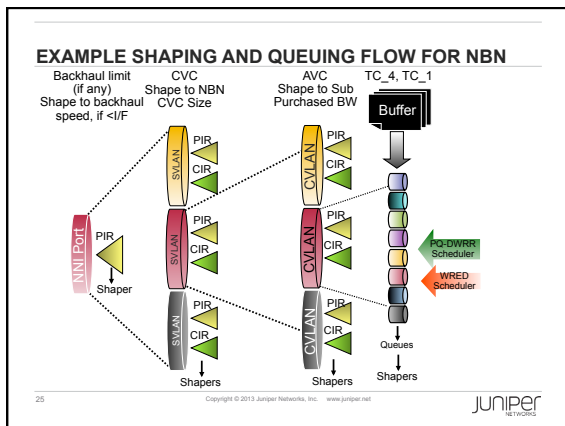 EXAMPLE SHAPING AND QUEUING FLOW FOR NBN
Backhaul limit
(if any)
Shape to backhaul
speed, if <I/F
CVC
Shape to NBN
CVC Size
AVC
Shape to Sub
Purchased BW
TC_4, TC_1
Buffer
NNI Port
PIR
Shaper
SVLAN
PIR
CIR
SVLAN
PIR
CIR
SVLAN
PIR
CIR
Shapers
CVLAN
PIR
CIR
CVLAN
PIR
CIR
CVLAN
PIR
CIR
Shapers
PQ-DWRR
Scheduler
WRED
Scheduler
Queues
Shapers
25
Copyright © 2013 Juniper Networks, Inc. www.juniper.net
JUNIPER
NETWORKS